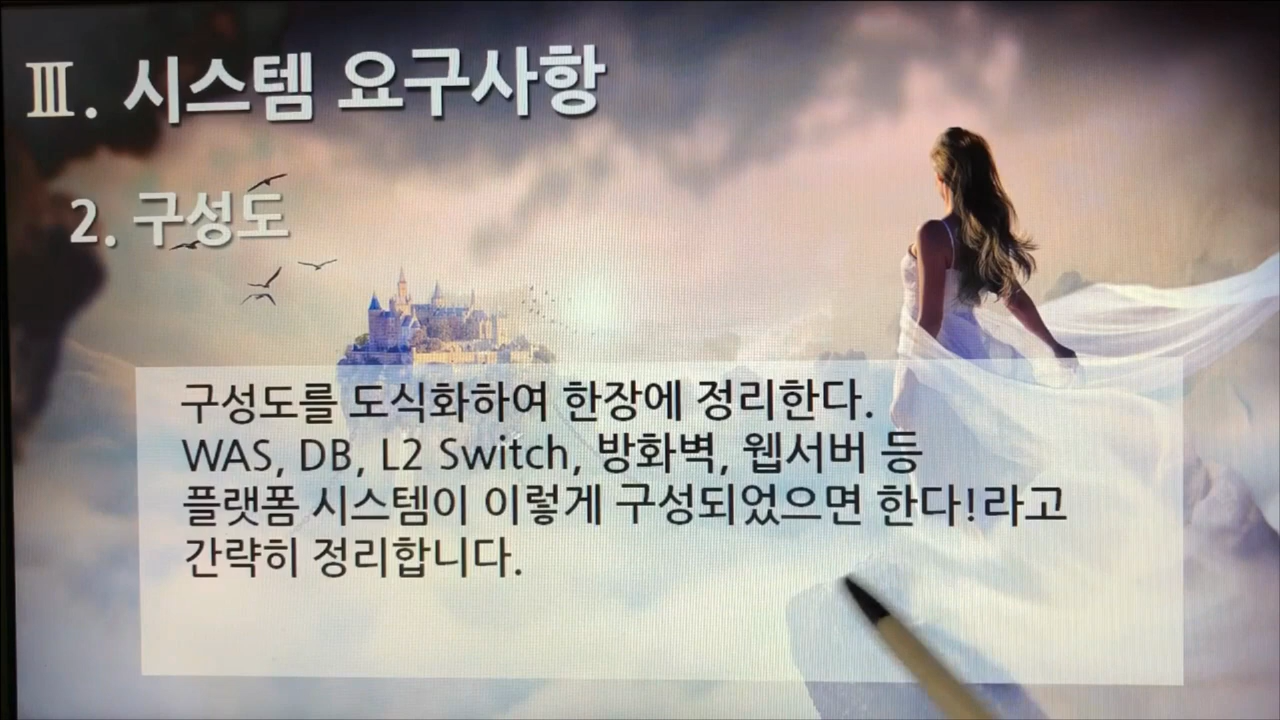 Ⅲ. 시스템 요구사항
2. 구성도
구성도를 도식화하여 한장에 정리한다.
WAS, DB, L2 Switch, 방화벽, 웹서버 등
플랫폼 시스템이 이렇게 구성되었으면 한다!라고
간략히 정리합니다.